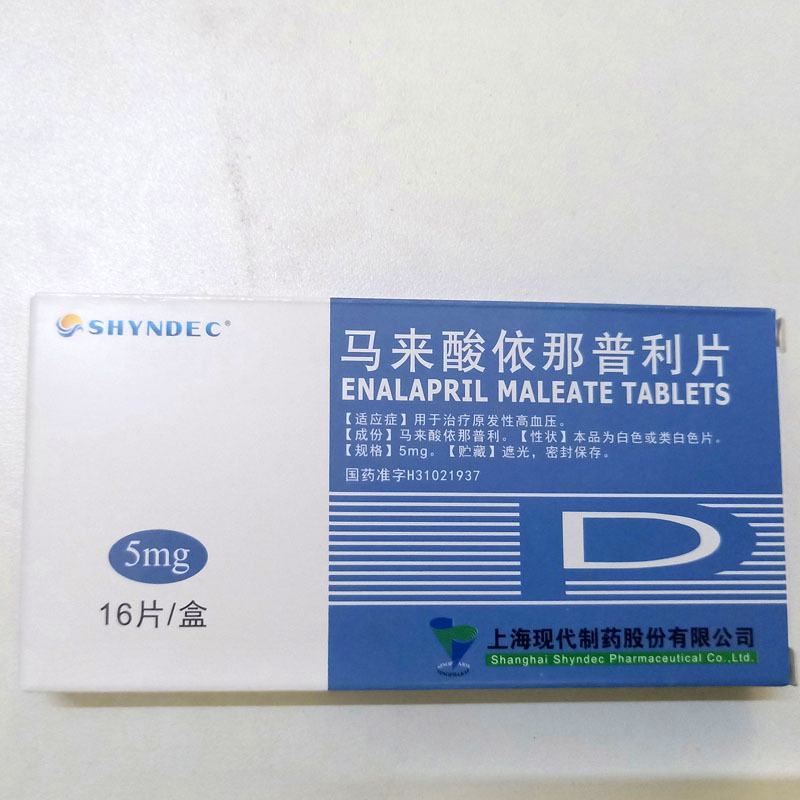 SHYNDEC®
马来酸依那普利片
ENALAPRIL MALEATE TABLETS
【适应症】用于治疗原发性高血压。
【成份】马来酸依那普利。【性状】本品为白色或类白色片。
【规格】5mg。【贮藏】遮光，密封保存。
国药准字H31021937
D
5mg
16片/盒
上海现代制药股份有限公司
Shanghai Shyndec Pharmaceutical Co.,Ltd.